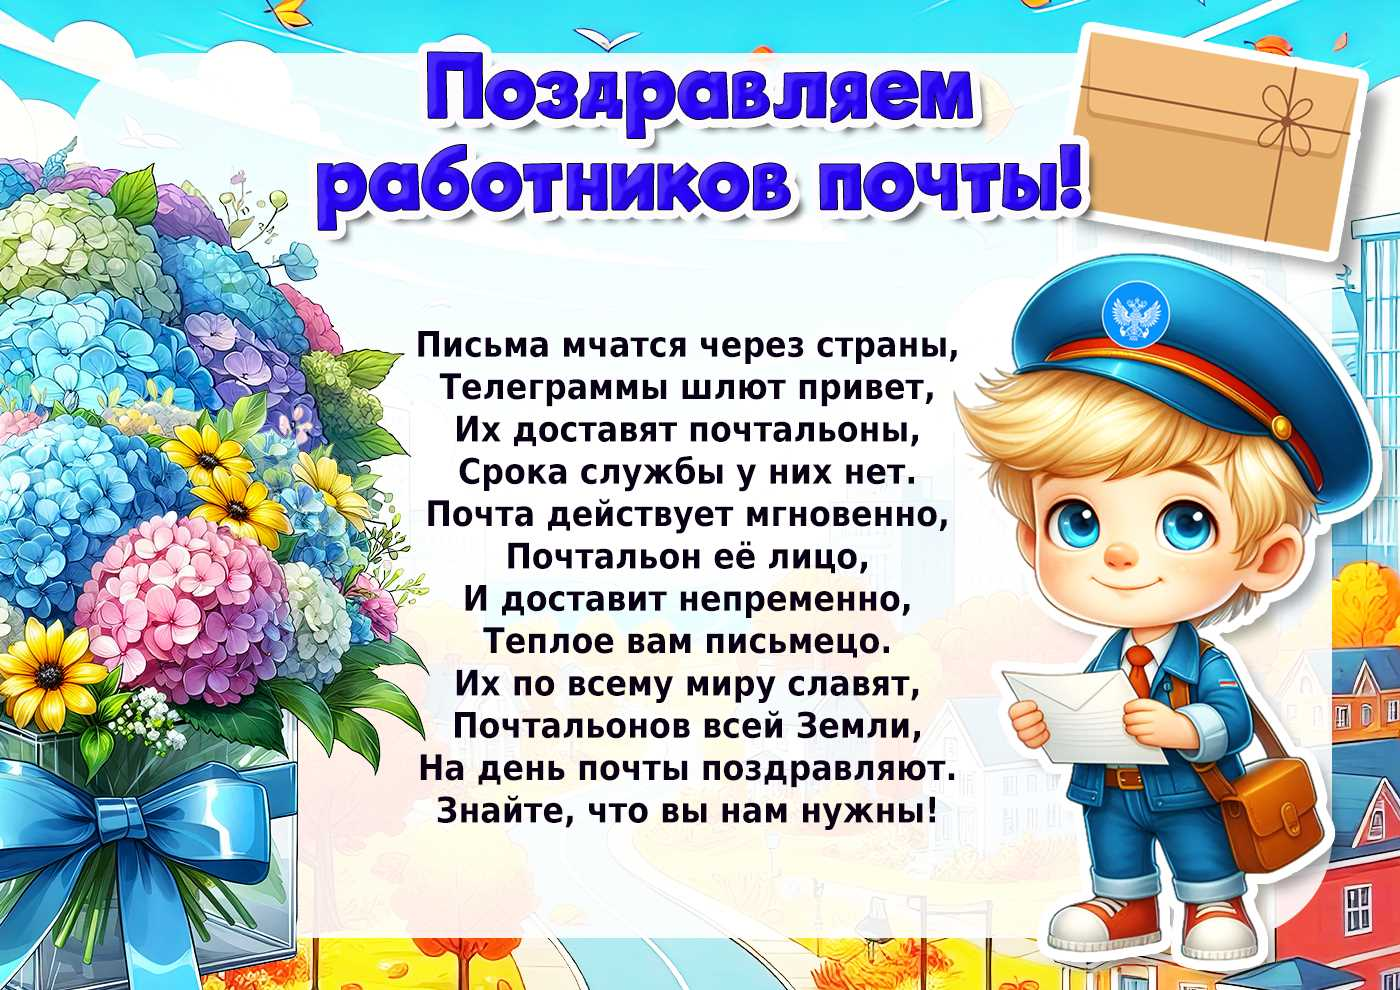 Поздравляем
работников почты!
Письма мчатся через страны,
Телеграммы шлют привет,
Их доставят почтальоны,
Срока службы у них нет.
Почта действует мгновенно,
Почтальон её лицо,
И доставит непременно,
Теплое вам письмецо.
Их по всему миру славят,
Почтальонов всей Земли,
На день почты поздравляют.
Знайте, что вы нам нужны!